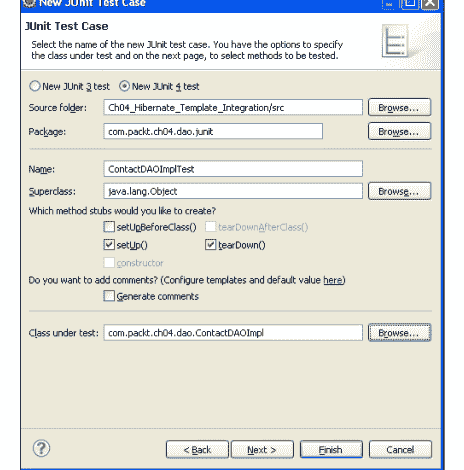 New JUnit Test Case
JUnit Test Case
Select the name of the new JUnit test case. You have the options to specify
the class under test and on the next page, to select methods to be tested.
New JUnit 3 test New JUnit 4 test
Source folder: Ch04_Hibernate_Template_Integration/src Browse...
Package: com.packt.ch04.dao.junit Browse...
Name: ContactDAOImplTest
Superclass: java.lang.Object Browse...
Which method stubs would you like to create?
setUpBeforeClass() tearDownAfterClass()
setUp() tearDown()
constructor
Do you want to add comments? (Configure templates and default value here)
Generate comments
Class under test: com.packt.ch04.dao.ContactDAOImpl Browse...
? < Back Next > Finish Cancel